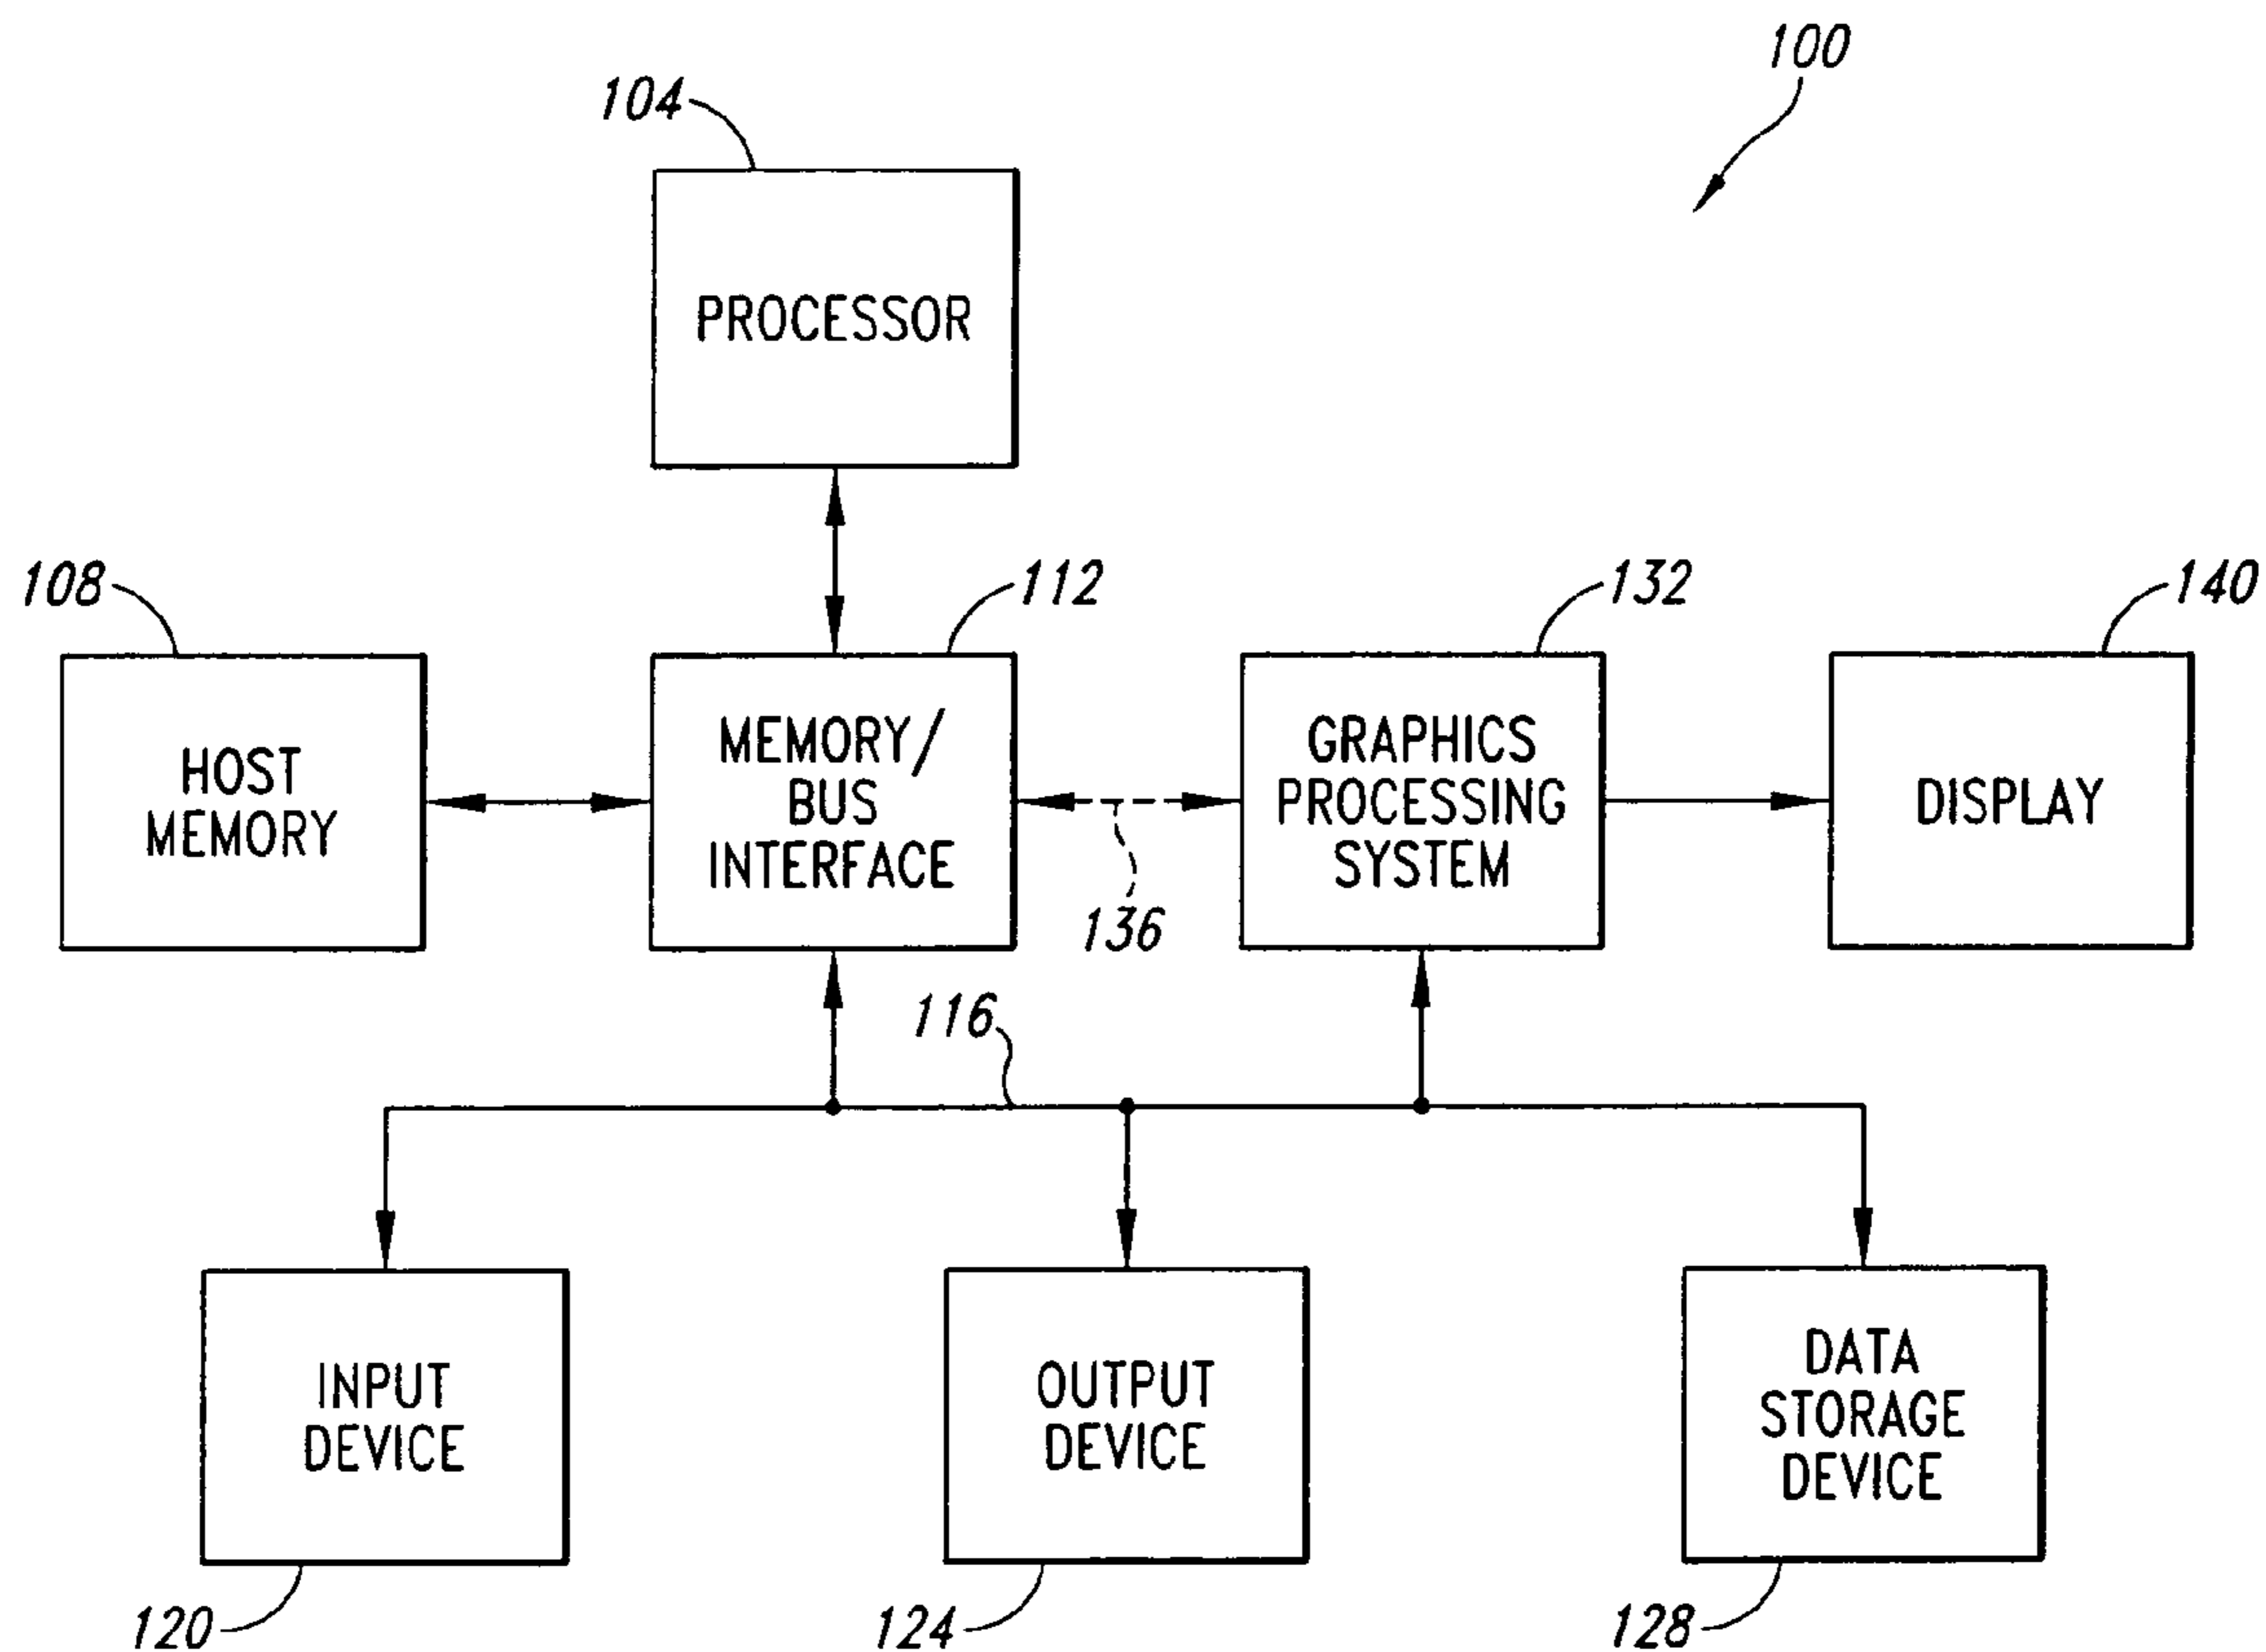 100
104
PROCESSOR
108
112
132
140
HOST
MEMORY
MEMORY/
BUS
INTERFACE
136
GRAPHICS
PROCESSING
SYSTEM
DISPLAY
116
INPUT
DEVICE
OUTPUT
DEVICE
DATA
STORAGE
DEVICE
120
124
128